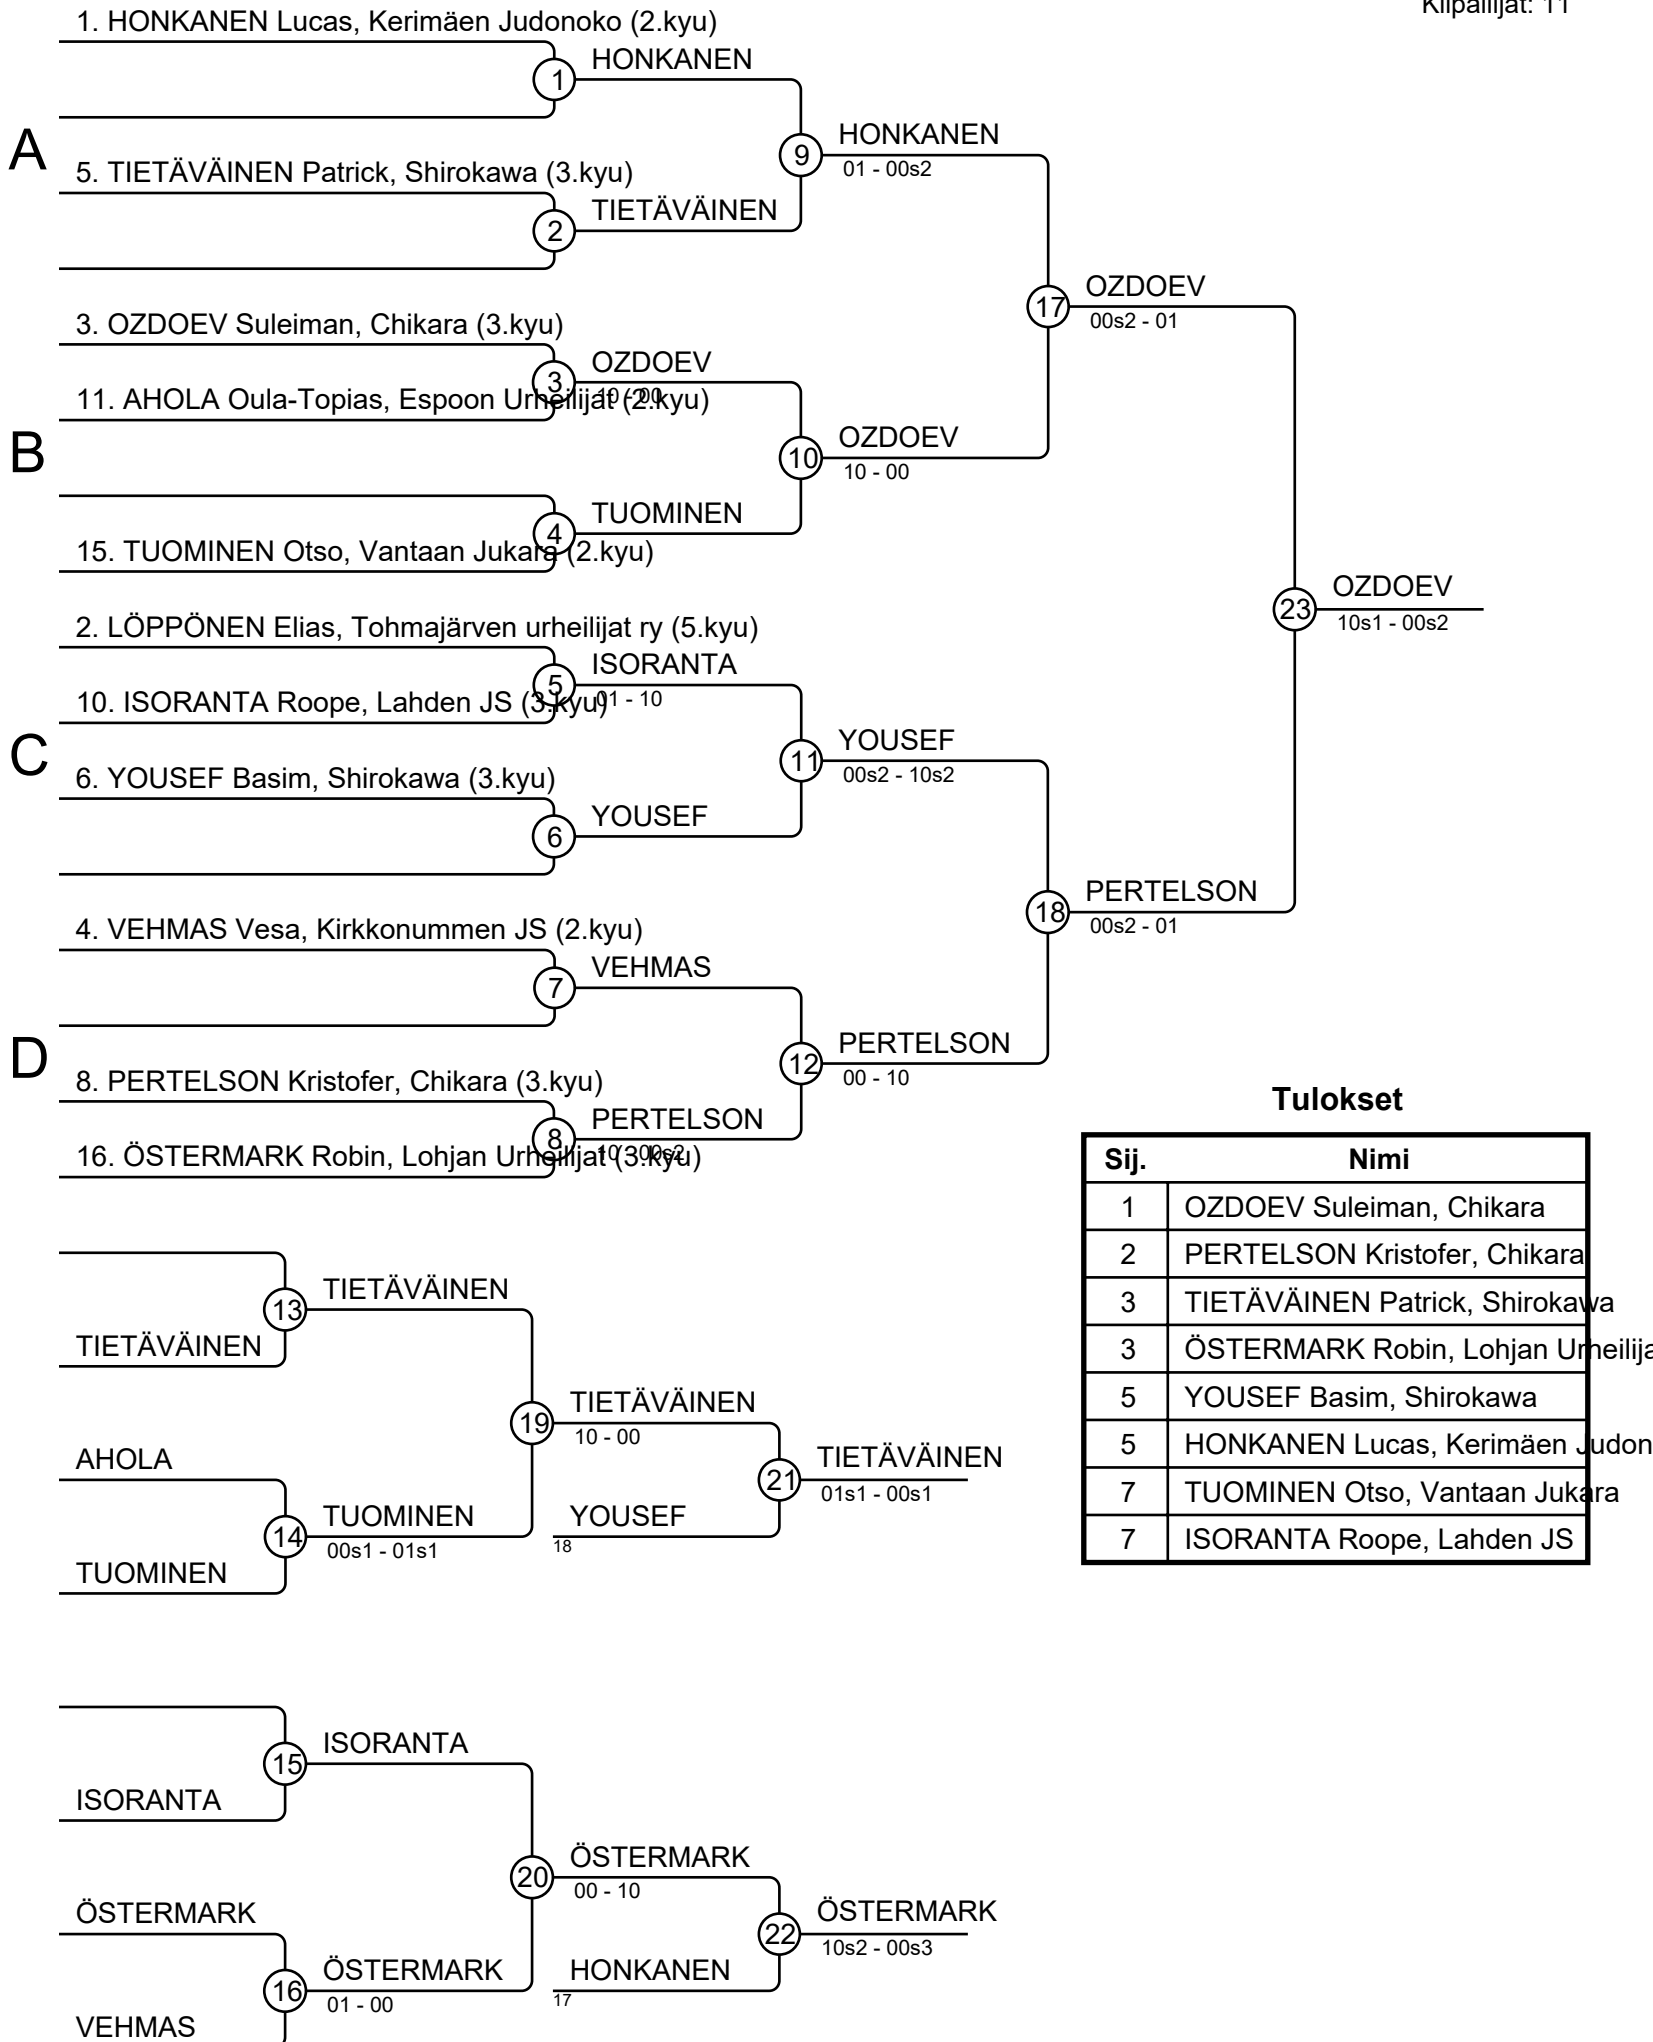 Kilpailijat: 11
1. HONKANEN Lucas, Kerimäen Judonoko (2.kyu)
1
HONKANEN
A
5. TIETÄVÄINEN Patrick, Shirokawa (3.kyu)
2
TIETÄVÄINEN
9
HONKANEN
01 - 00s2
3. OZDOEV Suleiman, Chikara (3.kyu)
11. AHOLA Oula-Topias, Espoon Urheilijat (2.kyu)
3
OZDOEV
10 - 00
B
15. TUOMINEN Otso, Vantaan Jukara (2.kyu)
4
TUOMINEN
10
OZDOEV
10 - 00
17
OZDOEV
00s2 - 01
2. LÖPPÖNEN Elias, Tohmajärven urheilijat ry (5.kyu)
10. ISORANTA Roope, Lahden JS (3.kyu)
5
ISORANTA
01 - 10
C
6. YOUSEF Basim, Shirokawa (3.kyu)
6
YOUSEF
11
YOUSEF
00s2 - 10s2
4. VEHMAS Vesa, Kirkkonummen JS (2.kyu)
7
VEHMAS
D
8. PERTELSON Kristofer, Chikara (3.kyu)
16. ÖSTERMARK Robin, Lohjan Urheilijat (3.kyu)
8
PERTELSON
10 - 00s2
12
PERTELSON
00 - 10
18
PERTELSON
00s2 - 01
23
OZDOEV
10s1 - 00s2
Tulokset
Sij. Nimi
1 OZDOEV Suleiman, Chikara
2 PERTELSON Kristofer, Chikara
3 TIETÄVÄINEN Patrick, Shirokawa
3 ÖSTERMARK Robin, Lohjan Urheilija
5 YOUSEF Basim, Shirokawa
5 HONKANEN Lucas, Kerimäen Judon
7 TUOMINEN Otso, Vantaan Jukara
7 ISORANTA Roope, Lahden JS
13
TIETÄVÄINEN
TIETÄVÄINEN
AHOLA
TUOMINEN
14
TUOMINEN
00s1 - 01s1
19
TIETÄVÄINEN
10 - 00
YOUSEF
18
21
TIETÄVÄINEN
01s1 - 00s1
15
ISORANTA
ISORANTA
ÖSTERMARK
VEHMAS
16
ÖSTERMARK
01 - 00
20
ÖSTERMARK
00 - 10
HONKANEN
17
22
ÖSTERMARK
10s2 - 00s3